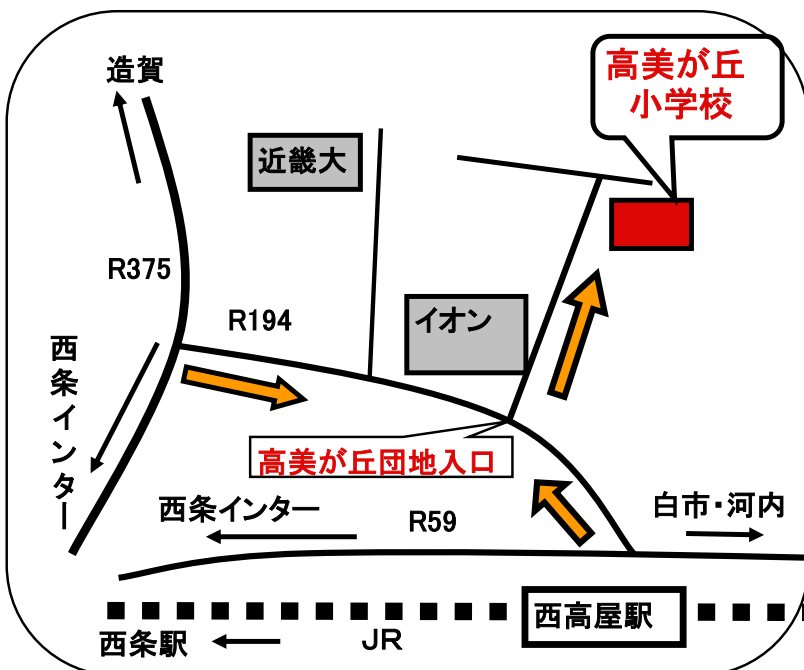 造賀
高美が丘
小学校
近畿大
R375
イオン
R194
西条インター
高美が丘団地入口
西条インター
R59
白市・河内
西高屋駅
西条駅
JR